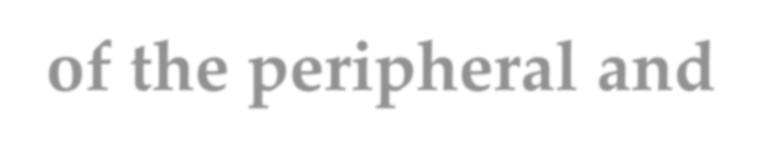 of the peripheral and